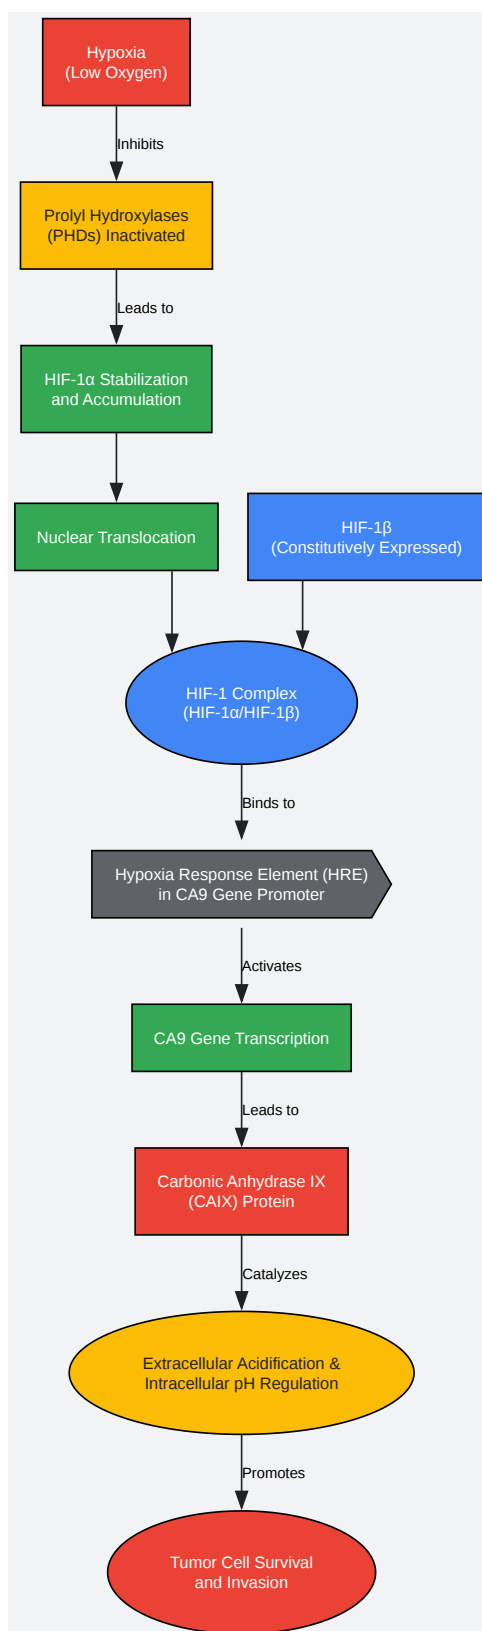 Hypoxia
(Low Oxygen)
Inhibits
Prolyl Hydroxylases
(PHDs) Inactivated
Leads to
HIF-1α Stabilization
and Accumulation
Nuclear Translocation
HIF-1β
(Constitutively Expressed)
HIF-1 Complex
(HIF-1α/HIF-1β)
Binds to
Hypoxia Response Element (HRE)
in CA9 Gene Promoter
Activates
CA9 Gene Transcription
Leads to
Carbonic Anhydrase IX
(CAIX) Protein
Catalyzes
Extracellular Acidification &
Intracellular pH Regulation
Promotes
Tumor Cell Survival
and Invasion